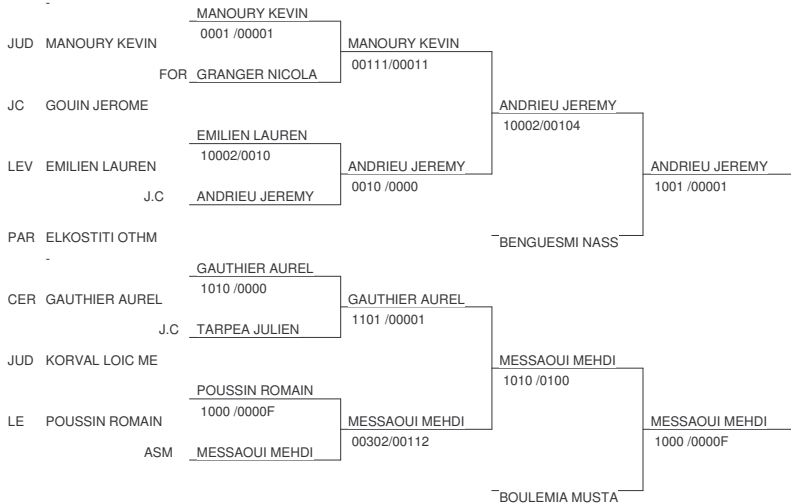 -
MANOURY KEVIN
0001 /00001
JUD MANOURY KEVIN MANOURY KEVIN
00111/00011
FOR GRANGER NICOLA
JC GOUIN JEROME ANDRIEU JEREMY
10002/00104
EMILIEN LAUREN
10002/0010
LEV EMILIEN LAUREN ANDRIEU JEREMY ANDRIEU JEREMY
0010 /0000 1001 /00001
J.C ANDRIEU JEREMY
PAR ELKOSTITI OTHM BENGUESMI NASS
-
GAUTHIER AUREL
1010 /0000
CER GAUTHIER AUREL GAUTHIER AUREL
1101 /00001
J.C TARPEA JULIEN
JUD KORVAL LOIC ME MESSAOUI MEHDI
1010 /0100
POUSSIN ROMAIN
1000 /0000F
LE POUSSIN ROMAIN MESSAOUI MEHDI MESSAOUI MEHDI
00302/00112 1000 /0000F
ASM MESSAOUI MEHDI
BOULEMIA MUSTA